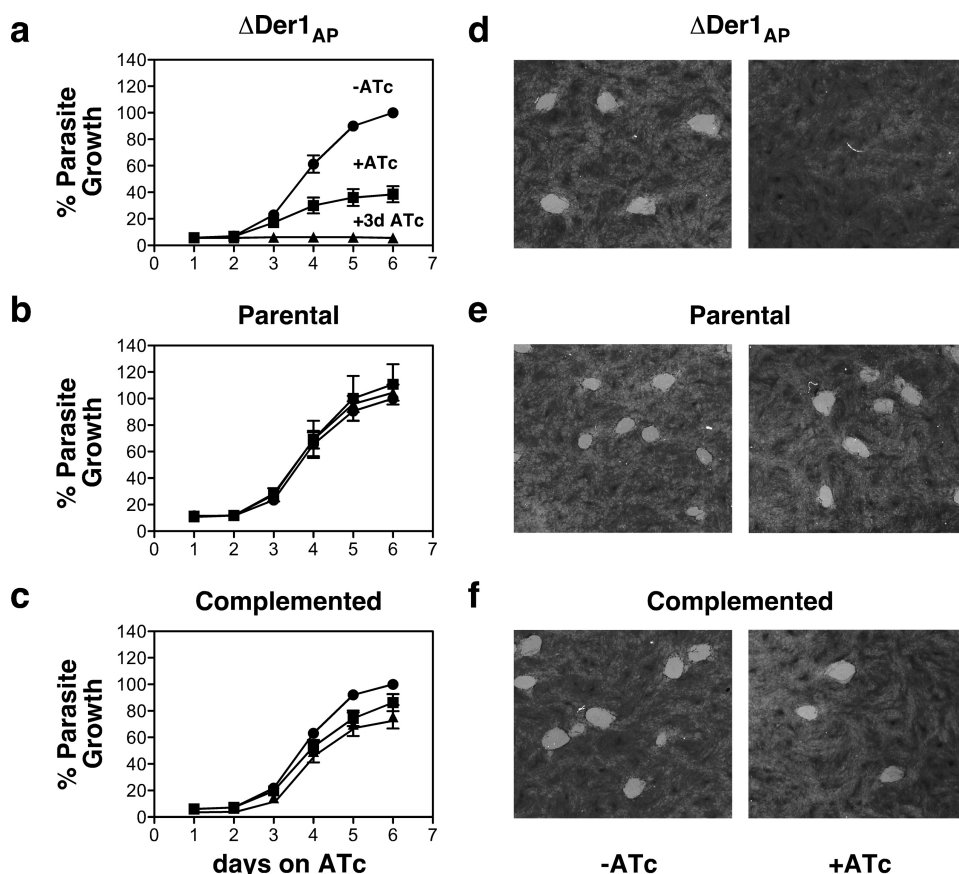 a
ΔDer1AP
% Parasite
Growth
140
120
100
80
60
40
20
0
-ATc
+ATc
+3d ATc
0 1 2 3 4 5 6 7
b
Parental
% Parasite
Growth
140
120
100
80
60
40
20
0
0 1 2 3 4 5 6 7
c
Complemented
% Parasite
Growth
140
120
100
80
60
40
20
0
0 1 2 3 4 5 6 7
days on ATc
d
ΔDer1AP
e
Parental
f
Complemented
-ATc +ATc